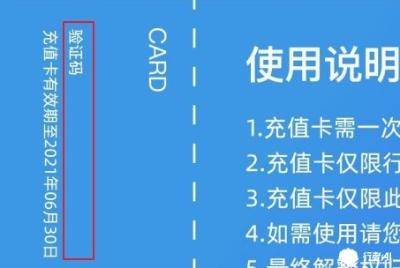 验证码
充值卡有效期至2021年06月30日
CARD
使用说明
1.充值卡需一次
2.充值卡仅限行
3.充值卡仅限此
4.如需使用请您
5.最终解释权归